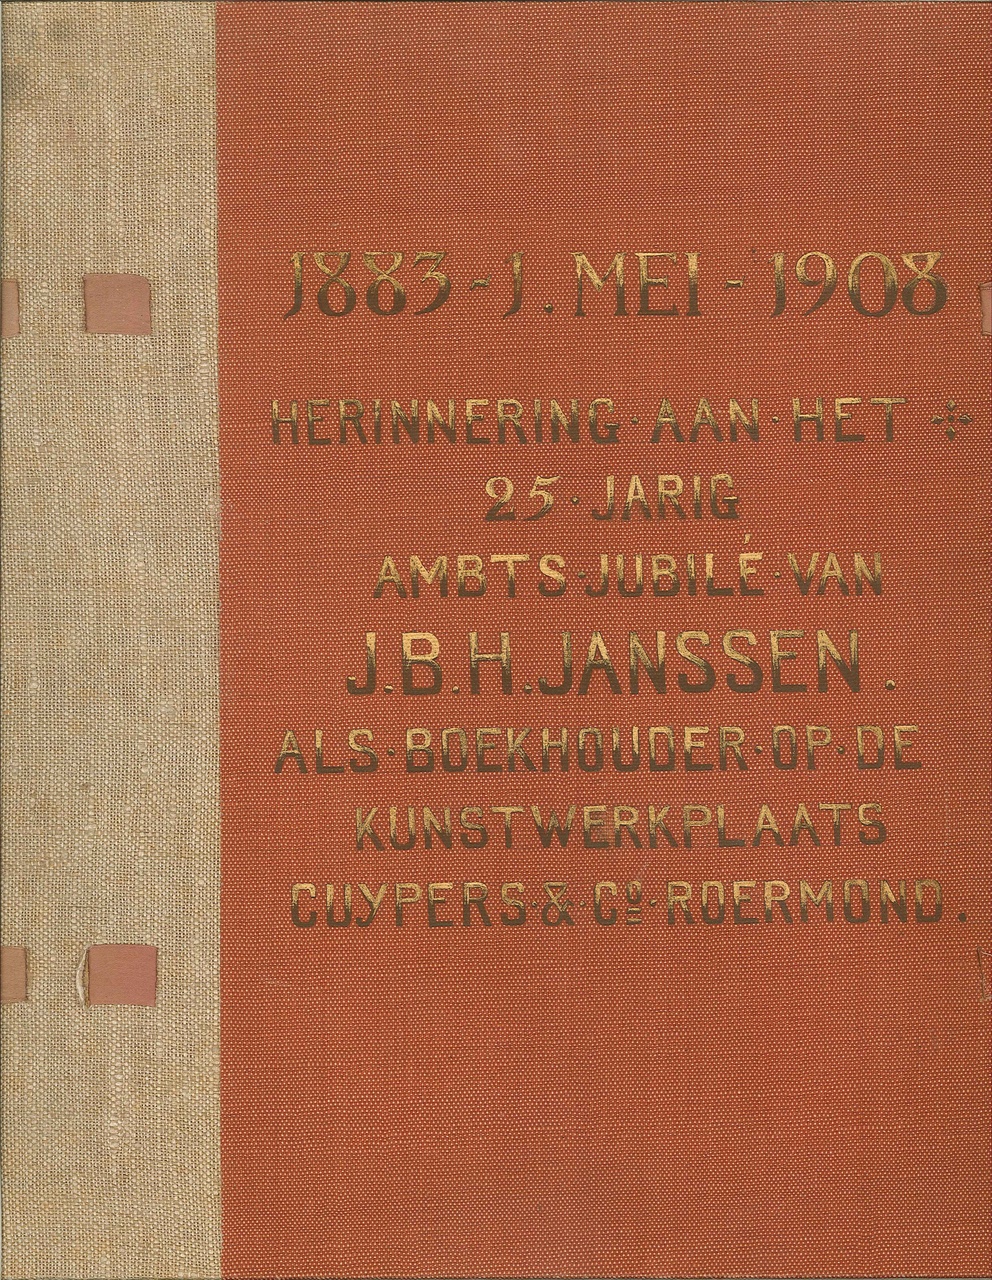 1883 - 1. MEI - 1908
HERINNERING · AAN · HET
25 · JARIG
AMBTS · JUBILÉ · VAN
J.B.H. JANSSEN.
ALS · BOEKHOUDER · OP · DE
KUNSTWERKPLAATS
CUYPERS · & · Cº · ROERMOND.